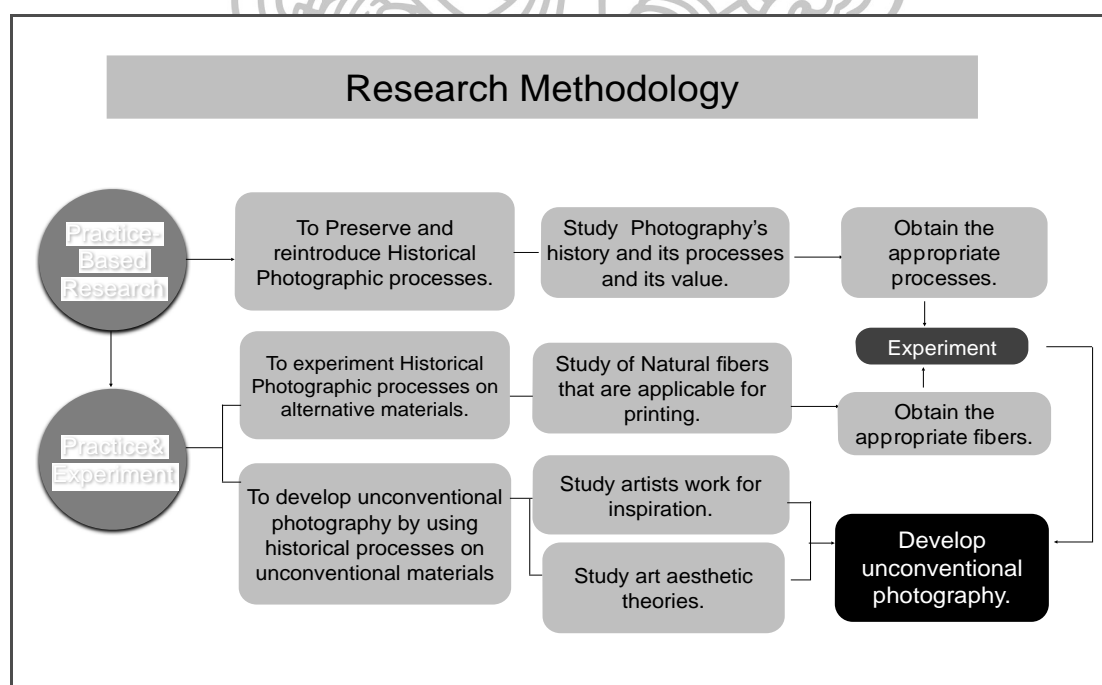 Research Methodology
Practice-
Based
Research
To Preserve and
reintroduce Historical
Photographic processes.
Study Photography's
history and its processes
and its value.
Obtain the
appropriate
processes.
Experiment
To experiment Historical
Photographic processes on
alternative materials.
Study of Natural fibers
that are applicable for
printing.
Obtain the
appropriate fibers.
Practice&
Experiment
To develop unconventional
photography by using
historical processes on
unconventional materials
Study artists work for
inspiration.
Study art aesthetic
theories.
Develop
unconventional
photography.